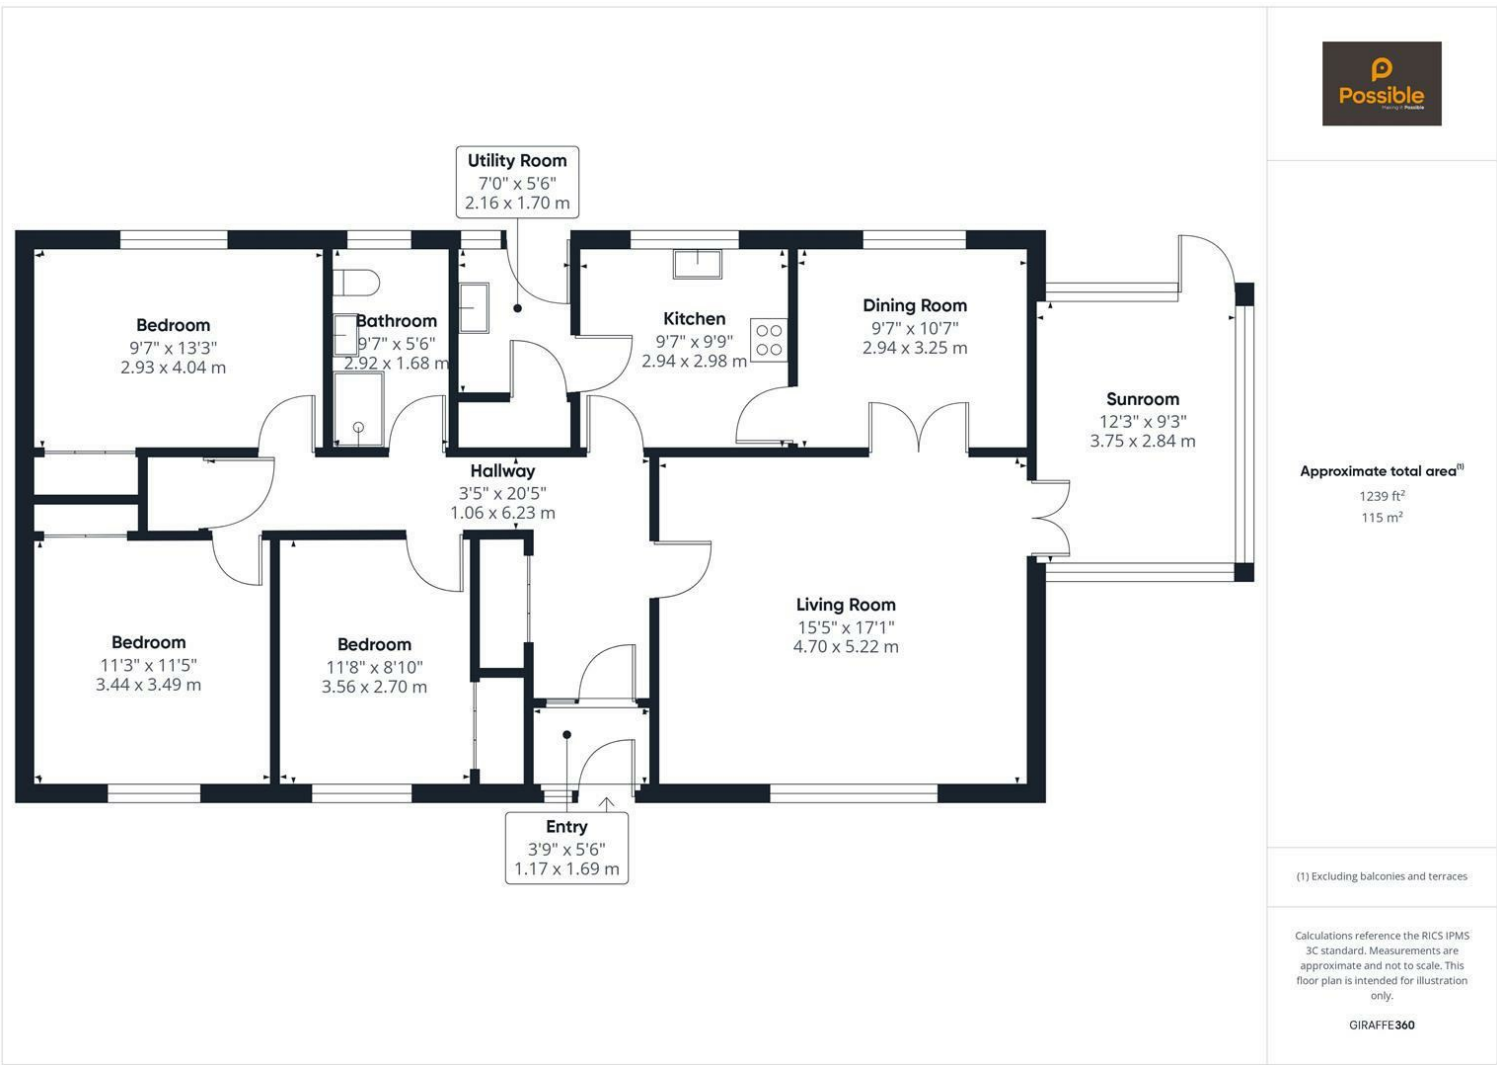 Possible
Utility Room
7'0" x 5'6"
2.16 x 1.70 m
Bedroom
9'7" x 13'3"
2.93 x 4.04 m
Bathroom
9'7" x 5'6"
2.92 x 1.68 m
Kitchen
9'7" x 9'9"
2.94 x 2.98 m
Dining Room
9'7" x 10'7"
2.94 x 3.25 m
Sunroom
12'3" x 9'3"
3.75 x 2.84 m
Hallway
3'5" x 20'5"
1.06 x 6.23 m
Living Room
15'5" x 17'1"
4.70 x 5.22 m
Bedroom
11'3" x 11'5"
3.44 x 3.49 m
Bedroom
11'8" x 8'10"
3.56 x 2.70 m
Entry
3'9" x 5'6"
1.17 x 1.69 m
Approximate total area(1)
1239 ft²
115 m²
(1) Excluding balconies and terraces
Calculations reference the RICS IPMS
3C standard. Measurements are
approximate and not to scale. This
floor plan is intended for illustration
only.
GIRAFFE360